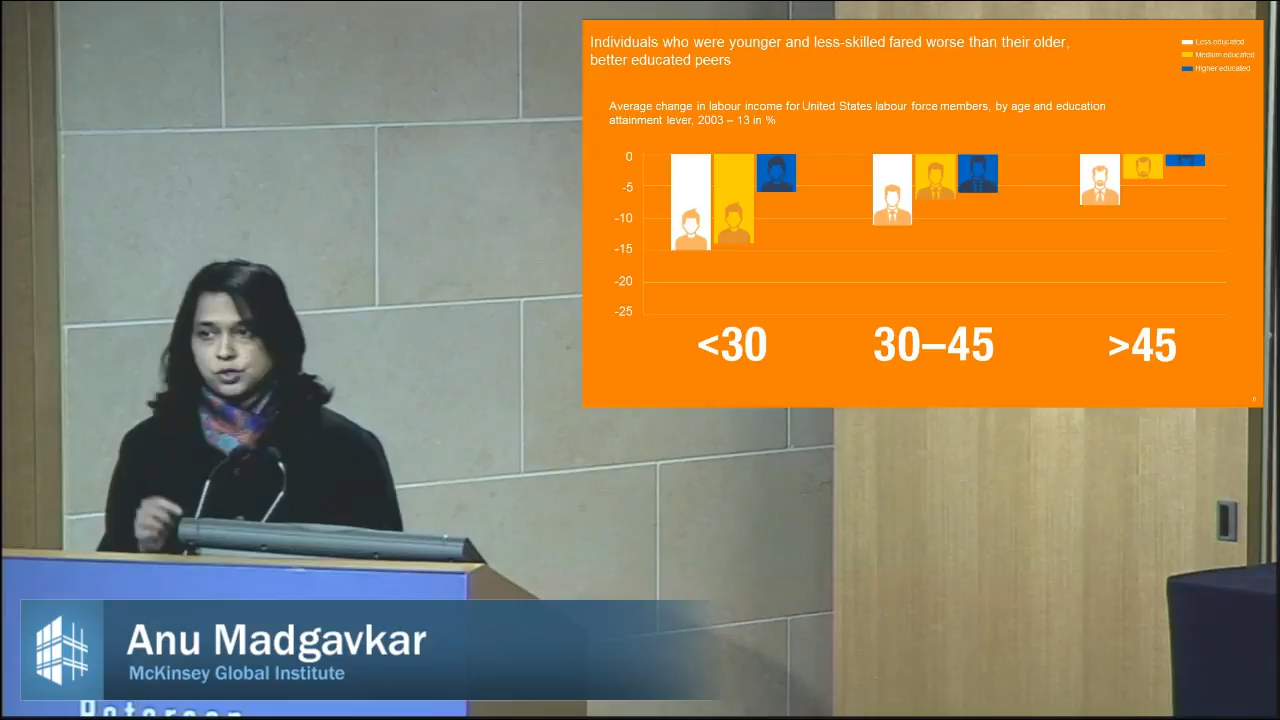 Individuals who were younger and less-skilled fared worse than their older,
better educated peers
Less educated
Medium educated
Higher educated
Average change in labour income for United States labour force members, by age and education
attainment lever, 2003 – 13 in %
0
-5
-10
-15
-20
-25
<30
30–45
>45
6
Anu Madgavkar
McKinsey Global Institute
Peterson